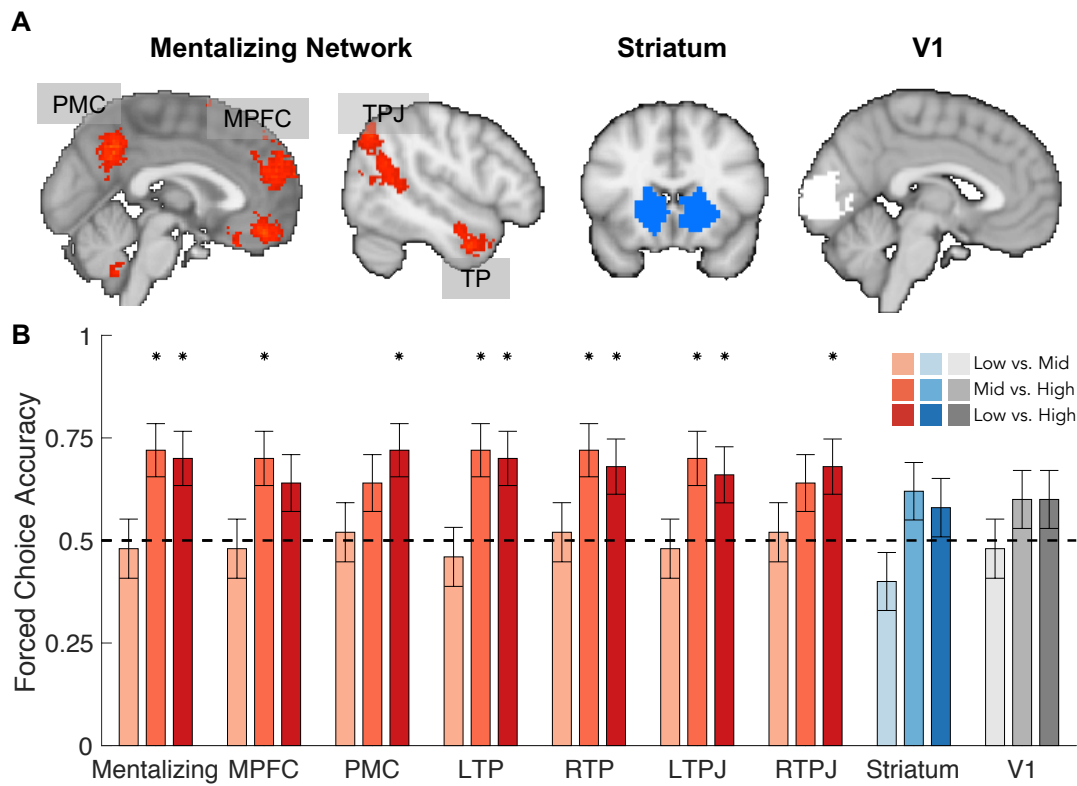 A
Mentalizing Network
Striatum
V1
PMC
MPFC
TPJ
TP
B
Forced Choice Accuracy
1
0.75
0.5
0.25
0
* * * * * * * * * * * *
Low vs. Mid
Mid vs. High
Low vs. High
Mentalizing MPFC PMC LTP RTP LTPJ RTPJ Striatum V1